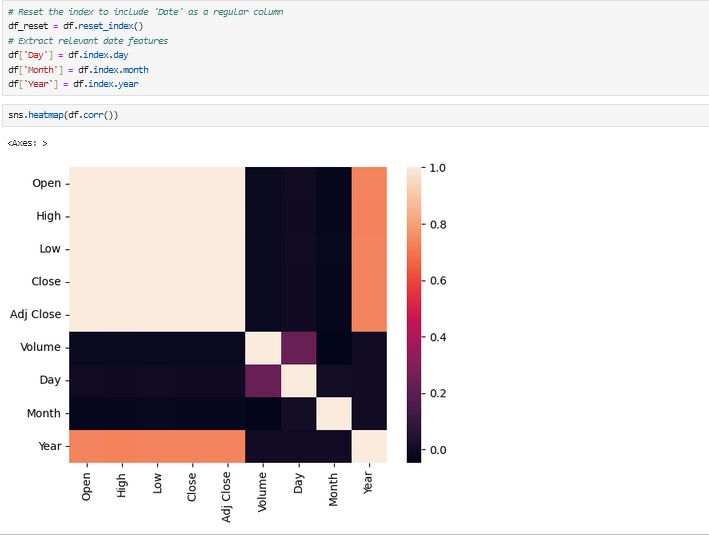 # Reset the index to include 'Date' as a regular column
df_reset = df.reset_index()
# Extract relevant date features
df['Day'] = df.index.day
df['Month'] = df.index.month
df['Year'] = df.index.year
sns.heatmap(df.corr())
<Axes: >
Open
High
Low
Close
Adj Close
Volume
Day
Month
Year
Open
High
Low
Close
Adj Close
Volume
Day
Month
Year
1.0
0.8
0.6
0.4
0.2
0.0